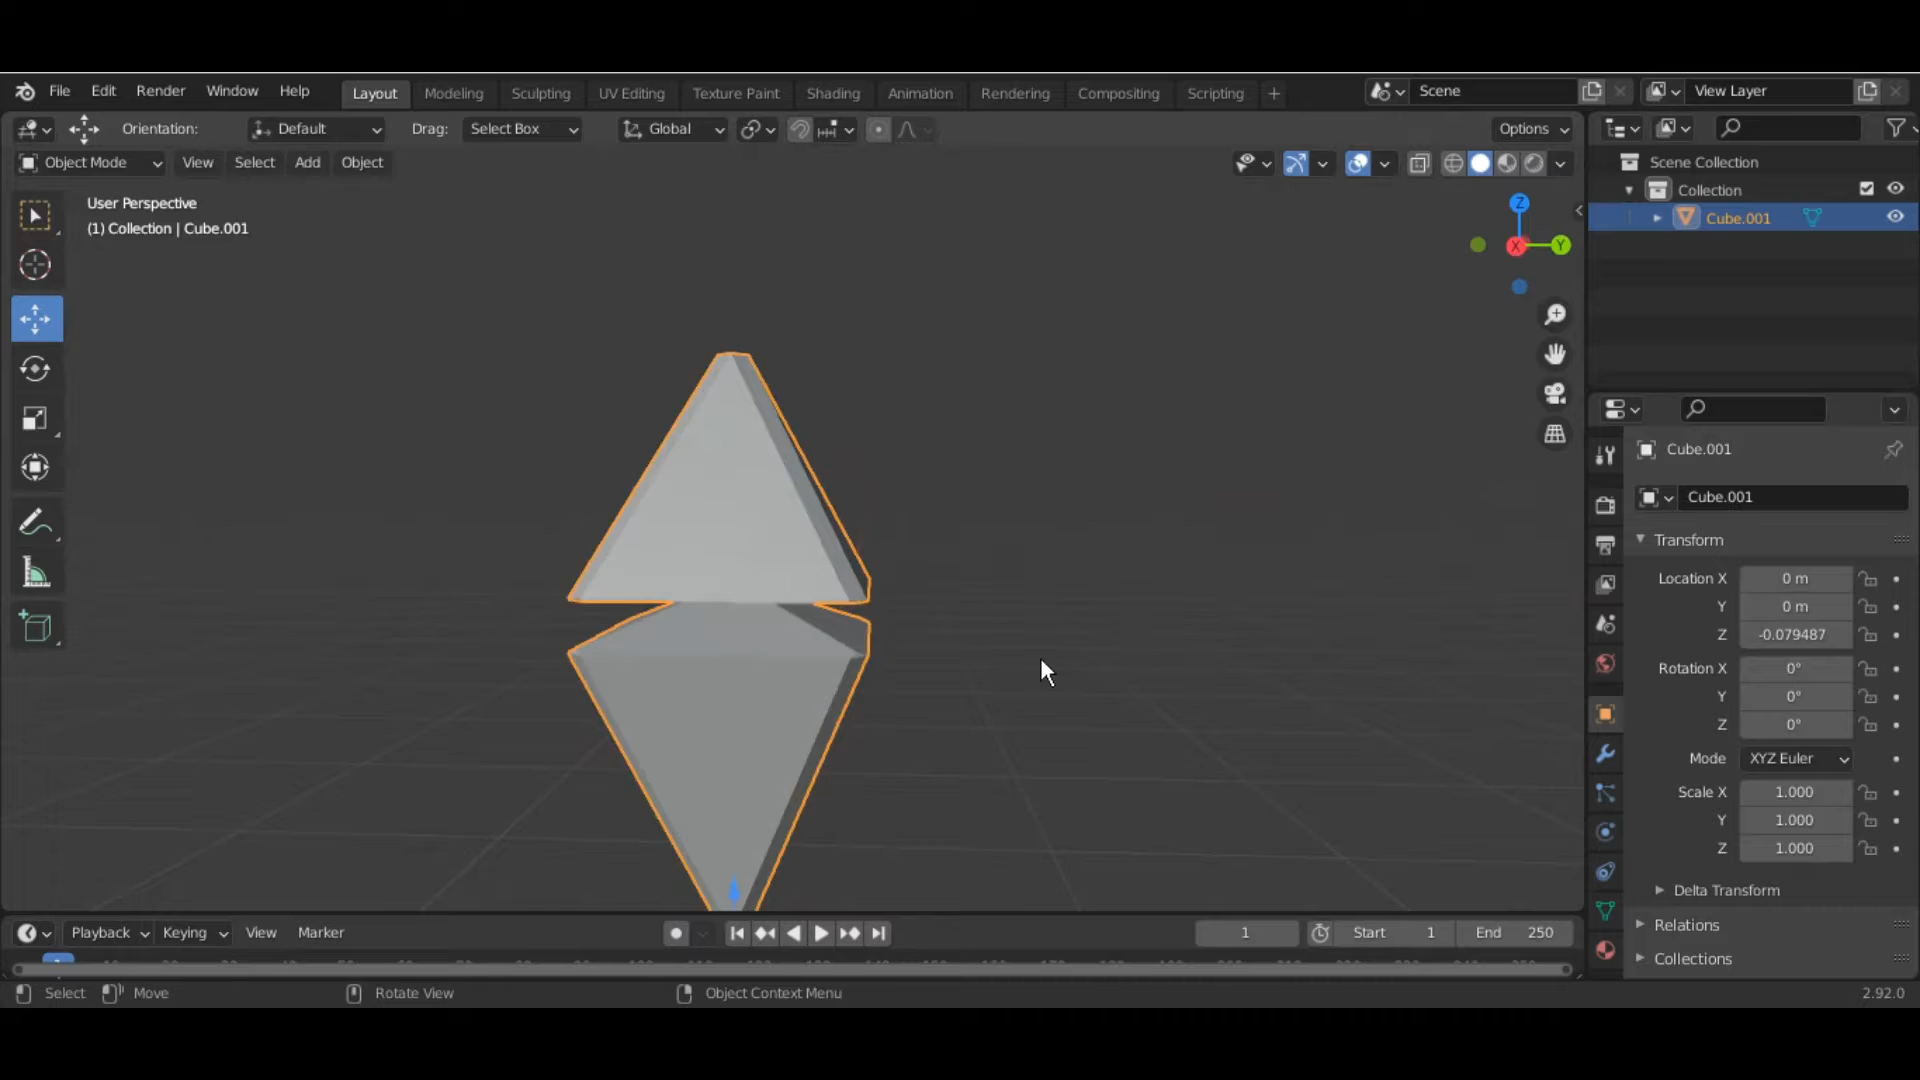 File Edit Render Window Help Layout Modeling Sculpting UV Editing Texture Paint Shading Animation Rendering Compositing Scripting + Scene View Layer
Orientation: Default Drag: Select Box Global Options
Object Mode View Select Add Object
User Perspective
(1) Collection | Cube.001
Z
X Y
Scene Collection
Collection
Cube.001
Cube.001
Cube.001
Transform
Location X 0 m
Y 0 m
Z -0.079487
Rotation X 0°
Y 0°
Z 0°
Mode XYZ Euler
Scale X 1.000
Y 1.000
Z 1.000
Delta Transform
Relations
Collections
Playback Keying View Marker 1 Start 1 End 250
Select Move Rotate View Object Context Menu 2.92.0